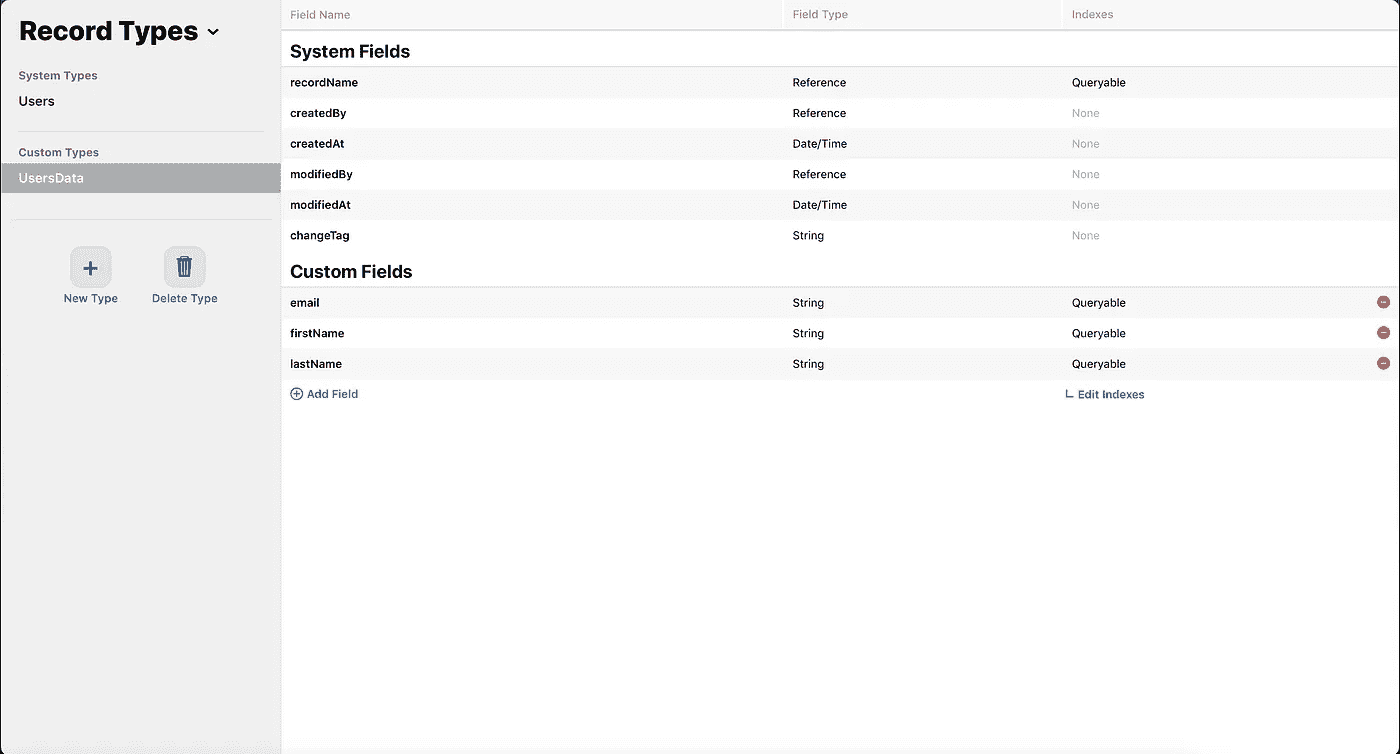 Record Types
System Types
Users
Custom Types
UsersData
New Type Delete Type
Field Name Field Type Indexes
System Fields
recordName Reference Queryable
createdBy Reference None
createdAt Date/Time None
modifiedBy Reference None
modifiedAt Date/Time None
changeTag String None
Custom Fields
email String Queryable
firstName String Queryable
lastName String Queryable
Add Field Edit Indexes